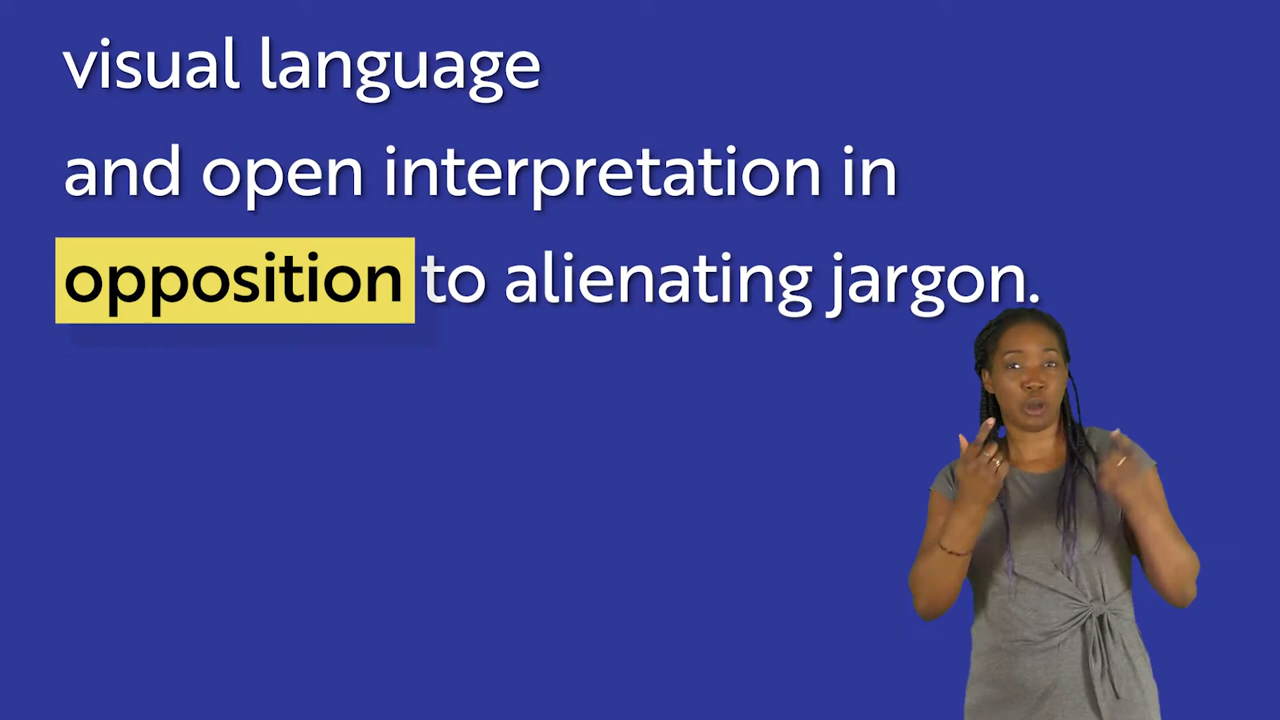 visual language
and open interpretation in
opposition to alienating jargon.